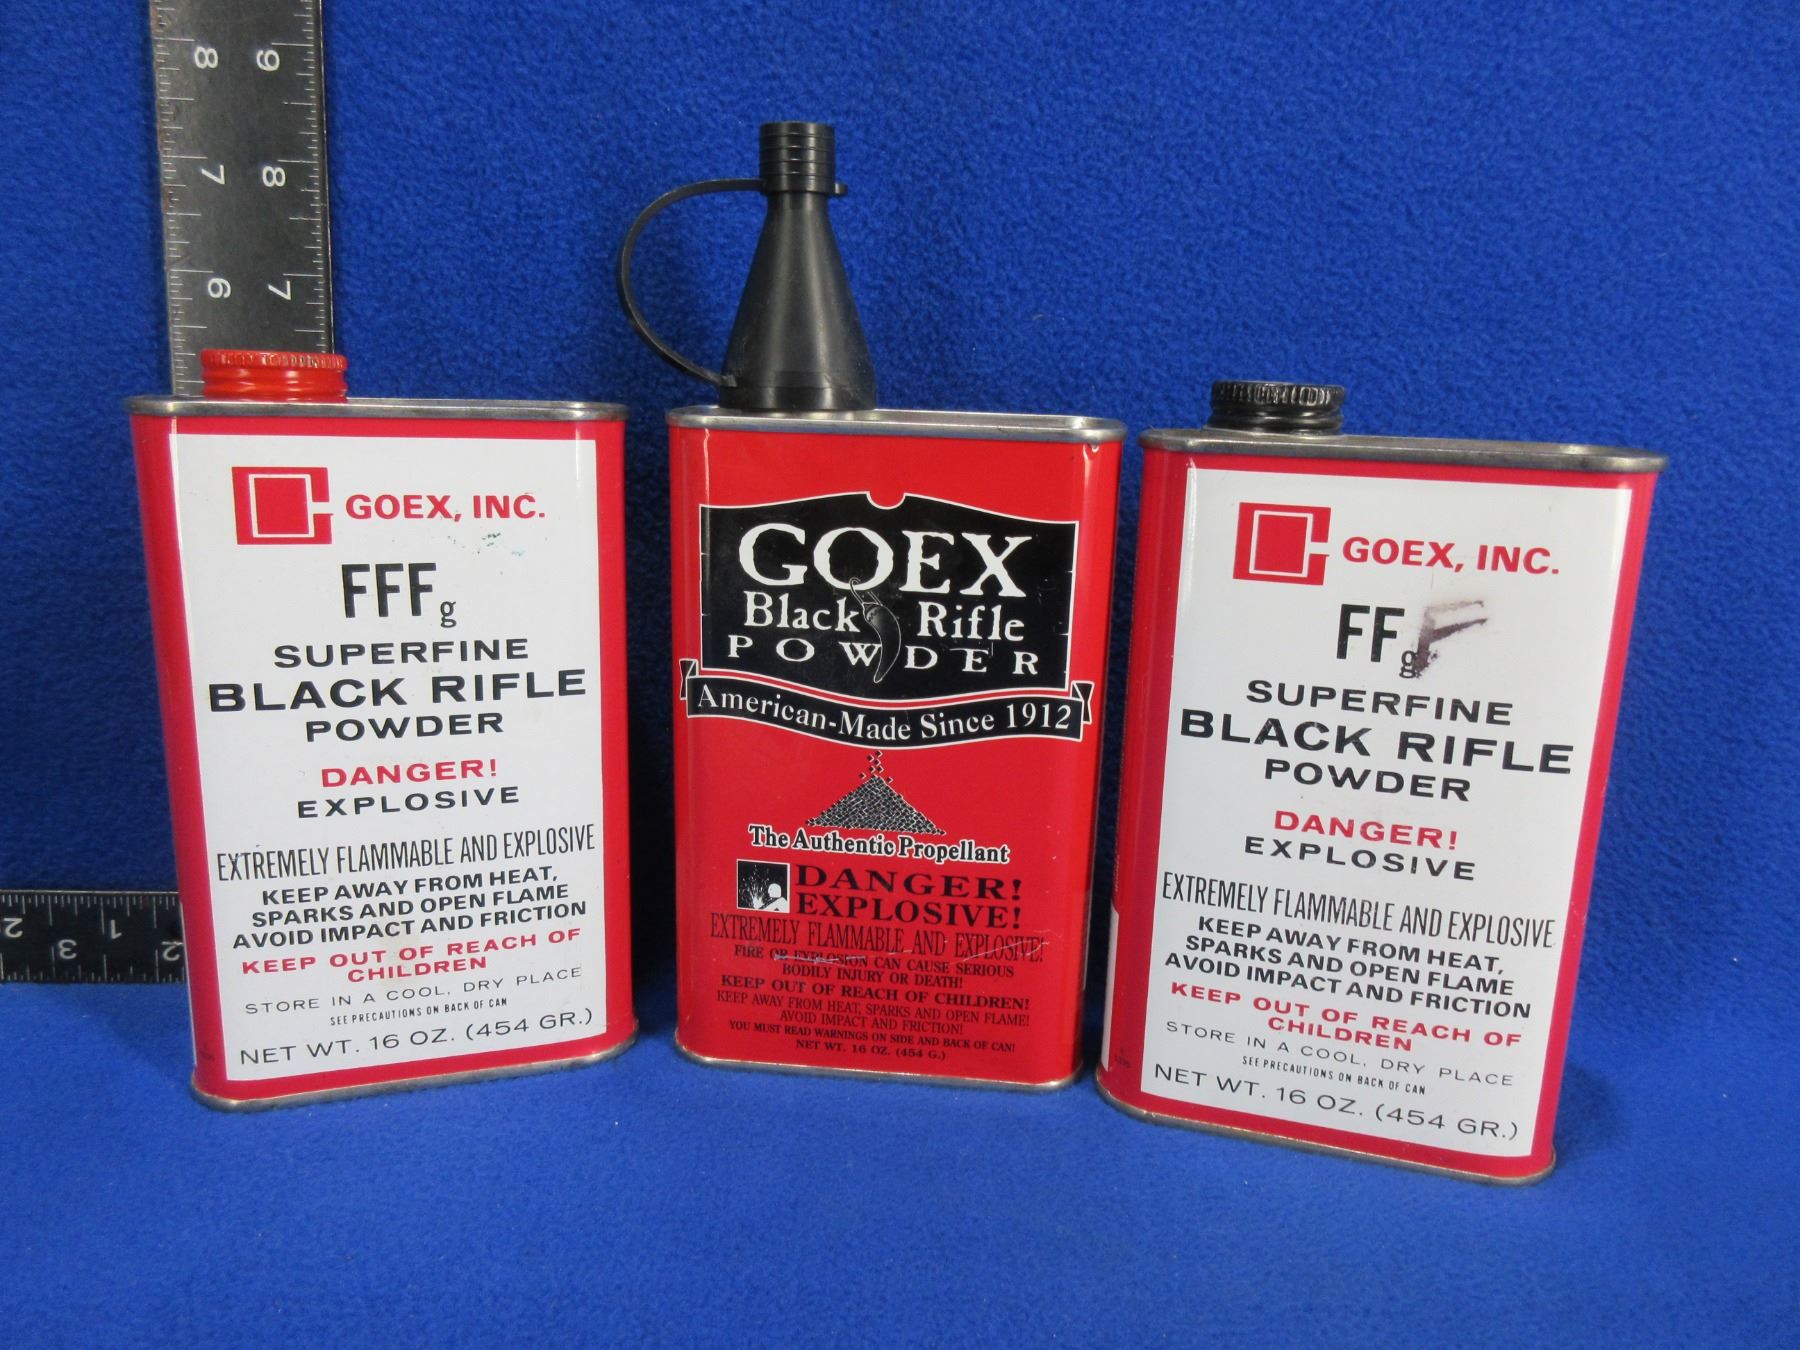 8 9
7 8
6 7
2 3 1 2
GOEX, INC.
FFFg
SUPERFINE
BLACK RIFLE
POWDER
DANGER!
EXPLOSIVE
EXTREMELY FLAMMABLE AND EXPLOSIVE
KEEP AWAY FROM HEAT,
SPARKS AND OPEN FLAME
AVOID IMPACT AND FRICTION
KEEP OUT OF REACH OF
CHILDREN
STORE IN A COOL, DRY PLACE
SEE PRECAUTIONS ON BACK OF CAN
NET WT. 16 OZ. (454 GR.)
GOEX
Black Rifle
POWDER
American-Made Since 1912
The Authentic Propellant
DANGER!
EXPLOSIVE!
EXTREMELY FLAMMABLE AND EXPLOSIVE!
FIRE OR EXPLOSION CAN CAUSE SERIOUS
BODILY INJURY OR DEATH!
KEEP OUT OF REACH OF CHILDREN!
KEEP AWAY FROM HEAT, SPARKS AND OPEN FLAME!
AVOID IMPACT AND FRICTION!
YOU MUST READ WARNINGS ON SIDE AND BACK OF CAN!
NET WT. 16 OZ. (454 G.)
GOEX, INC.
FFg F
SUPERFINE
BLACK RIFLE
POWDER
DANGER!
EXPLOSIVE
EXTREMELY FLAMMABLE AND EXPLOSIVE
KEEP AWAY FROM HEAT,
SPARKS AND OPEN FLAME
AVOID IMPACT AND FRICTION
KEEP OUT OF REACH OF
CHILDREN
STORE IN A COOL, DRY PLACE
SEE PRECAUTIONS ON BACK OF CAN
NET WT. 16 OZ. (454 GR.)